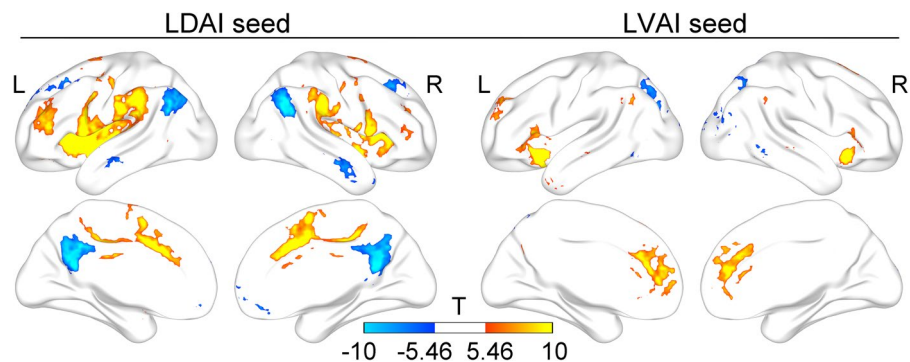 LDAI seed LVAI seed
L R L R
T
-10 -5.46 5.46 10